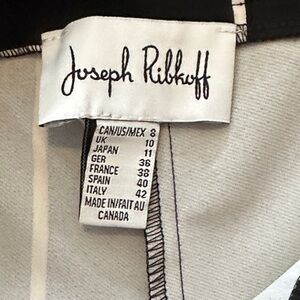 Joseph Ribkoff
CAN/US/MEX 8
UK 10
JAPAN 11
GER 36
FRANCE 38
SPAIN 40
ITALY 42
MADE IN/FAIT AU
CANADA